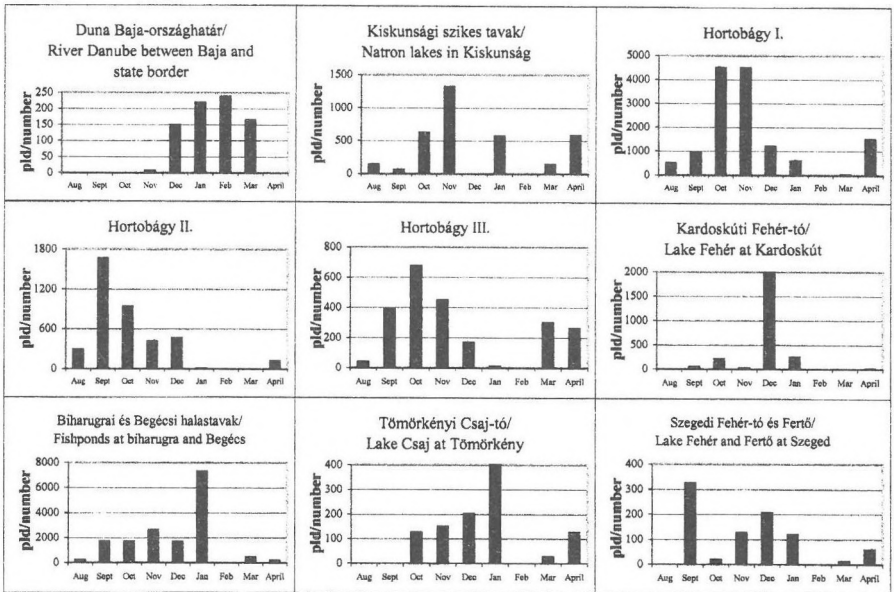 Duna Baja-országhatár/
River Danube between Baja and
state border
pld/number
250
200
150
100
50
0
Aug Sept Oct Nov Dec Jan Feb Mar April
Kiskunsági szikes tavak/
Natron lakes in Kiskunság
pld/number
1500
1000
500
0
Aug Sept Oct Nov Dec Jan Feb Mar April
Hortobágy I.
pld/number
5000
4000
3000
2000
1000
0
Aug Sept Oct Nov Dec Jan Feb Mar April
Hortobágy II.
pld/number
1800
1200
600
0
Aug Sept Oct Nov Dec Jan Feb Mar April
Hortobágy III.
pld/number
800
600
400
200
0
Aug Sept Oct Nov Dec Jan Feb Mar April
Kardoskúti Fehér-tó/
Lake Fehér at Kardoskút
pld/number
2000
1500
1000
500
0
Aug Sept Oct Nov Dec Jan Feb Mar April
Biharugrai és Begécsi halastavak/
Fishponds at biharugra and Begécs
pld/number
8000
6000
4000
2000
0
Aug Sept Oct Nov Dec Jan Feb Mar April
Tömörkényi Csaj-tó/
Lake Csaj at Tömörkény
pld/number
400
300
200
100
0
Aug Sept Oct Nov Dec Jan Feb Mar April
Szegedi Fehér-tó és Fertő/
Lake Fehér and Fertő at Szeged
pld/number
400
300
200
100
0
Aug Sept Oct Nov Dec Jan Feb Mar April